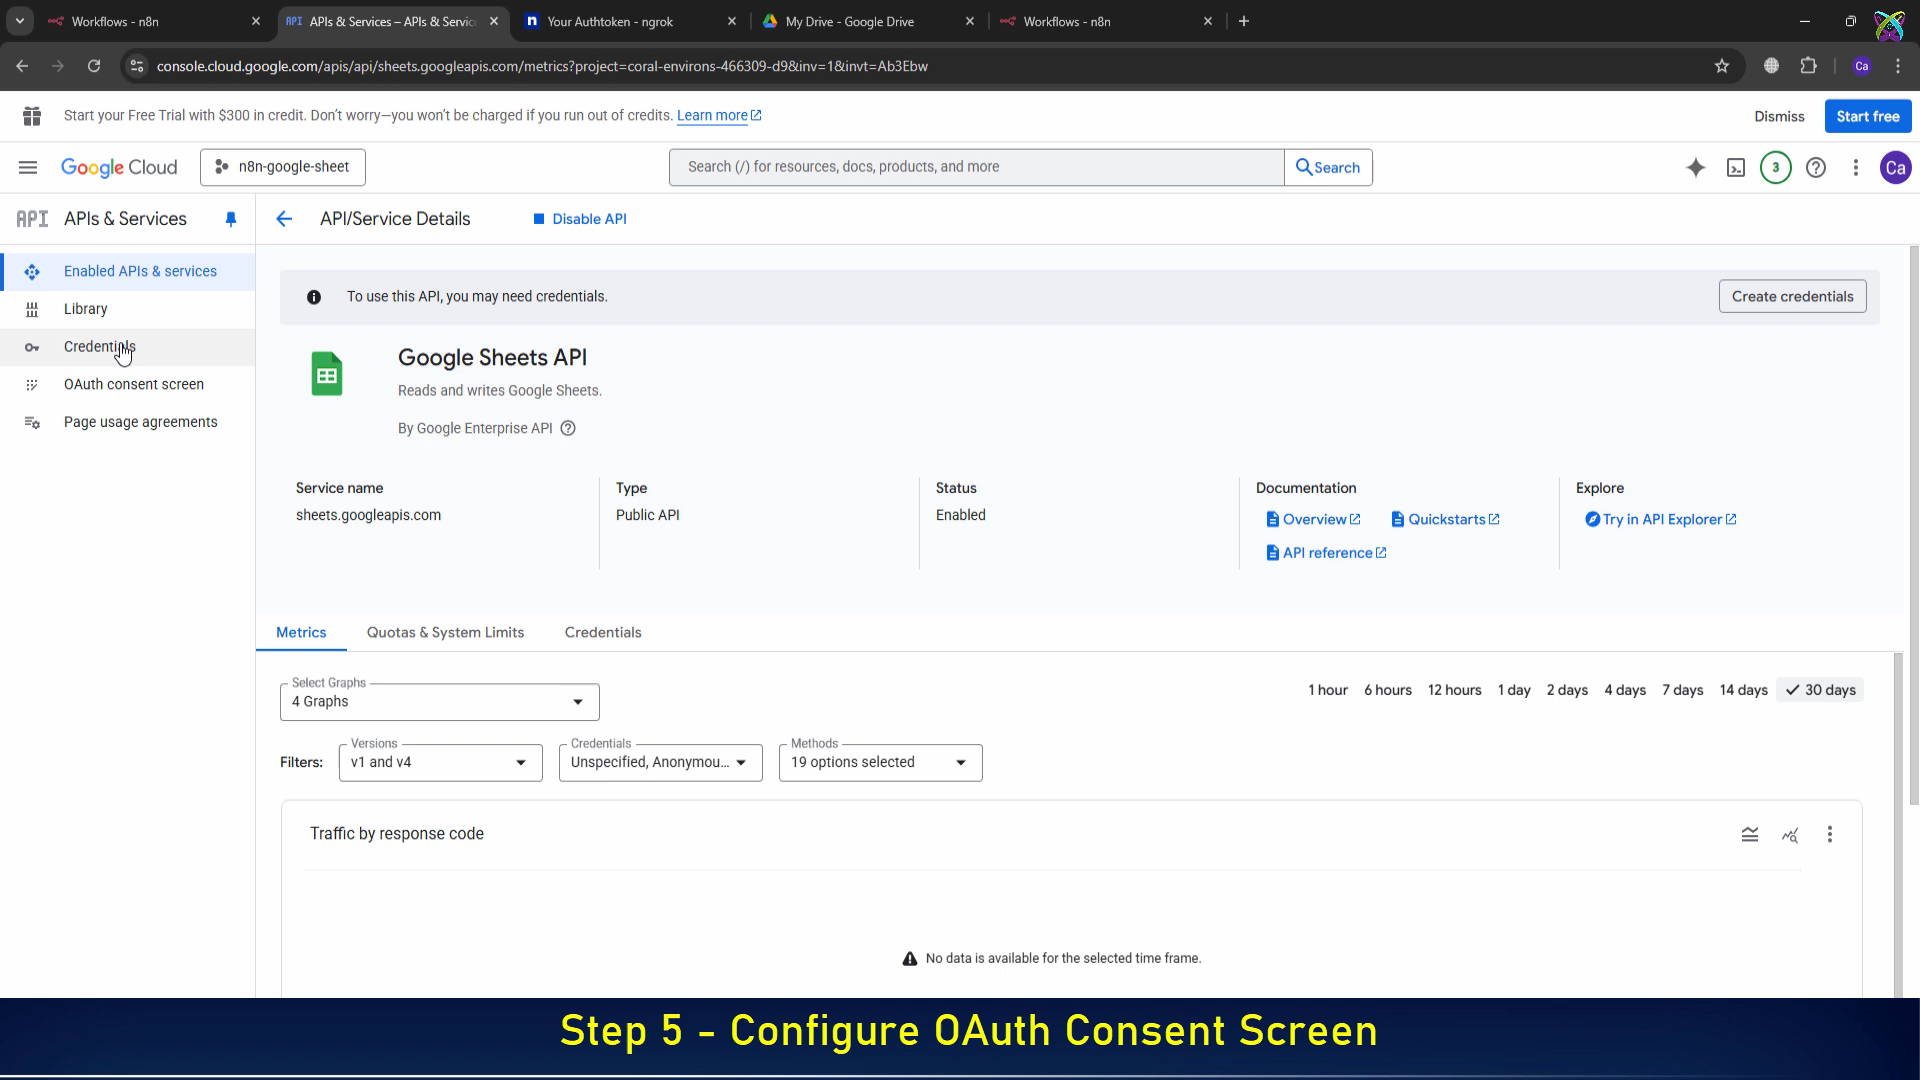 Workflows - n8n
APIs & Services – APIs & Servic
Your Authtoken - ngrok
My Drive - Google Drive
Workflows - n8n
console.cloud.google.com/apis/api/sheets.googleapis.com/metrics?project=coral-environs-466309-d9&inv=1&invt=Ab3Ebw
Ca
Start your Free Trial with $300 in credit. Don't worry—you won't be charged if you run out of credits. Learn more
Dismiss
Start free
Google Cloud
n8n-google-sheet
Search (/) for resources, docs, products, and more
Search
3
Ca
API APIs & Services
API/Service Details
Disable API
Enabled APIs & services
Library
Credentials
OAuth consent screen
Page usage agreements
To use this API, you may need credentials.
Create credentials
Google Sheets API
Reads and writes Google Sheets.
By Google Enterprise API
Service name
sheets.googleapis.com
Type
Public API
Status
Enabled
Documentation
Overview
Quickstarts
API reference
Explore
Try in API Explorer
Metrics
Quotas & System Limits
Credentials
Select Graphs
4 Graphs
1 hour
6 hours
12 hours
1 day
2 days
4 days
7 days
14 days
30 days
Filters:
Versions
v1 and v4
Credentials
Unspecified, Anonymou...
Methods
19 options selected
Traffic by response code
No data is available for the selected time frame.
Step 5 - Configure OAuth Consent Screen